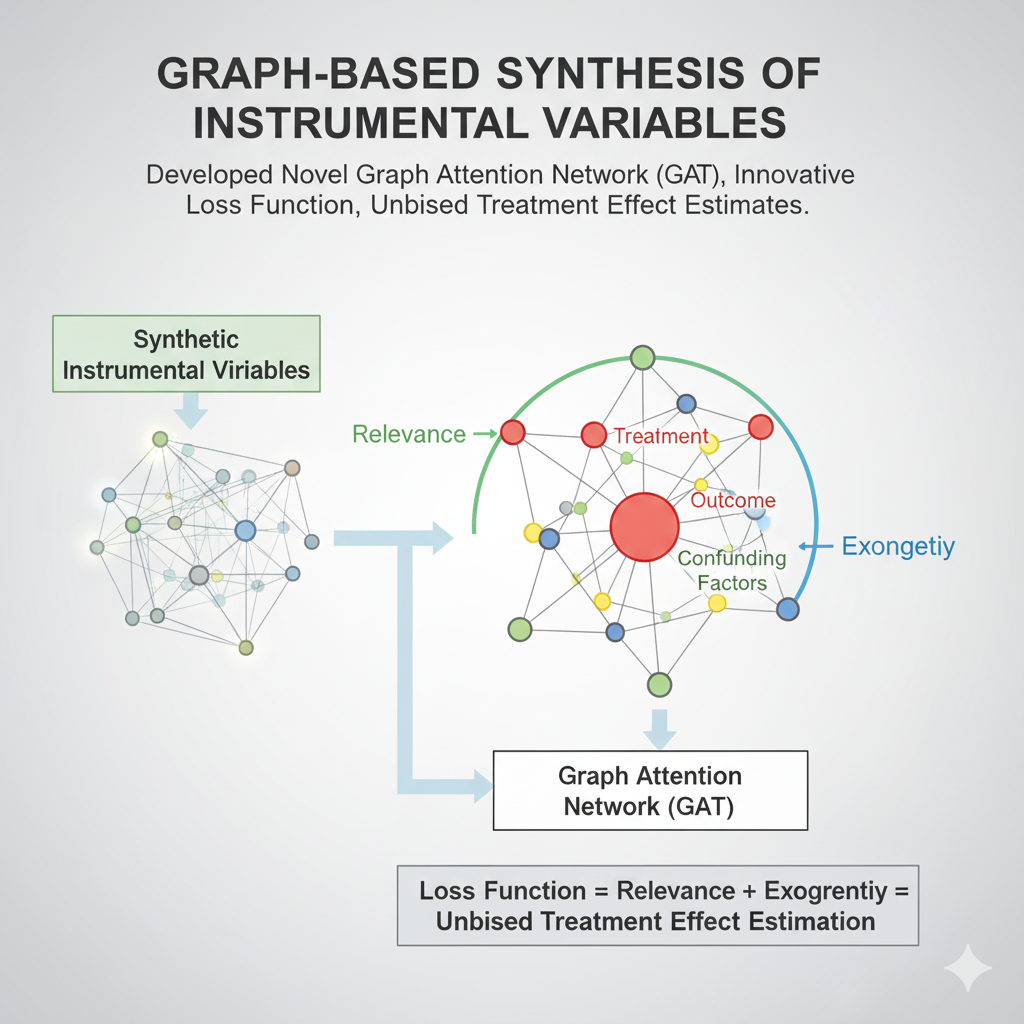 GRAPH-BASED SYNTHESIS OF
INSTRUMENTAL VARIABLES
Developed Novel Graph Attention Network (GAT), Innovative
Loss Function, Unbised Treatment Effect Estimates.
Synthetic
Instrumental Viriables
Relevance
Treatment
Outcome
Confunding
Factors
Exongetiy
Graph Attention
Network (GAT)
Loss Function = Relevance + Exogrentiy =
Unbised Treatment Effect Estimation